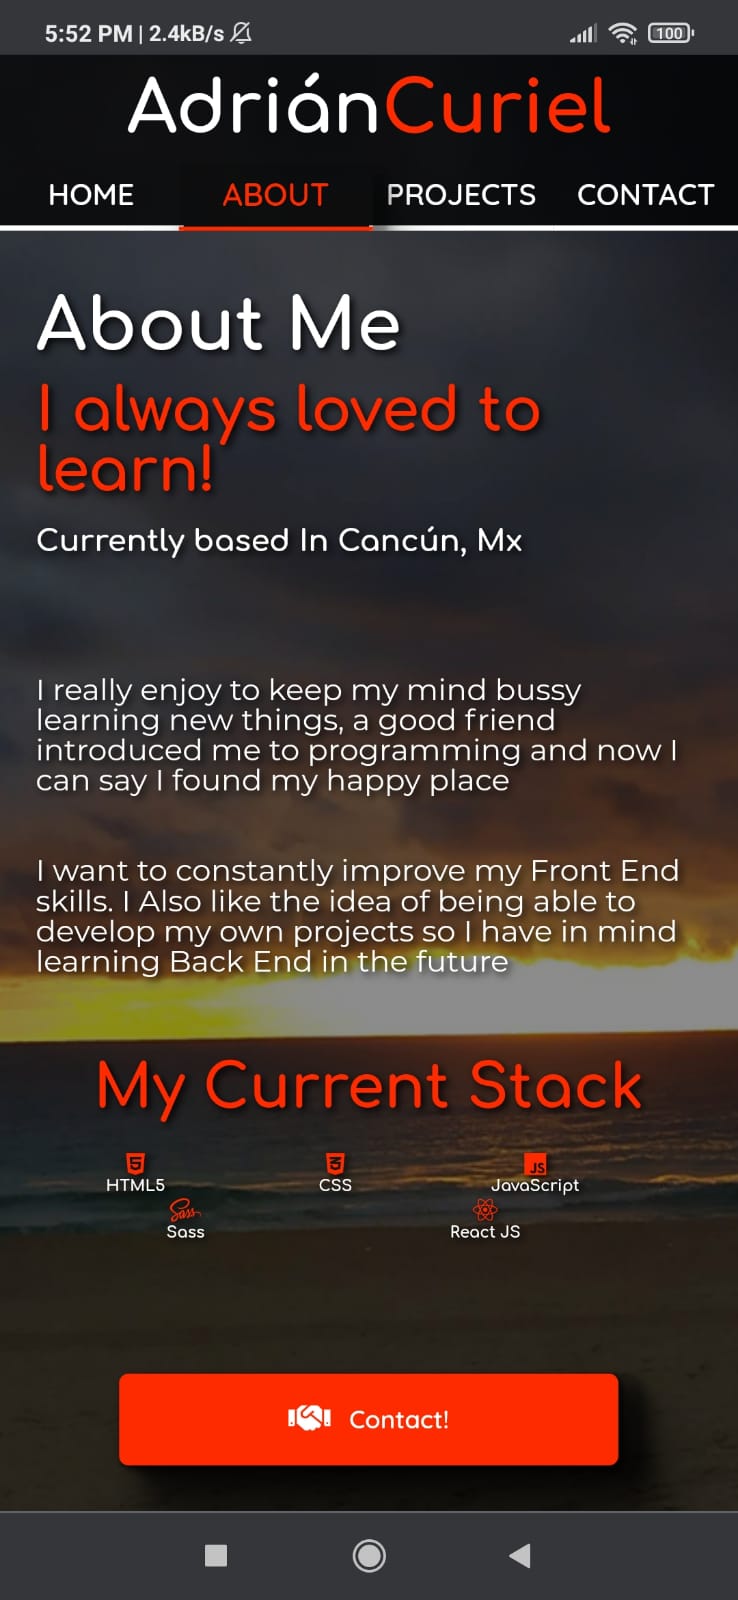 5:52 PM | 2.4kB/s
100
AdriánCuriel
HOME ABOUT PROJECTS CONTACT
About Me
I always loved to
learn!
Currently based In Cancún, Mx
I really enjoy to keep my mind bussy
learning new things, a good friend
introduced me to programming and now I
can say I found my happy place
I want to constantly improve my Front End
skills. I Also like the idea of being able to
develop my own projects so I have in mind
learning Back End in the future
My Current Stack
5 3 JS
HTML5 CSS JavaScript
Sass
Sass React JS
Contact!